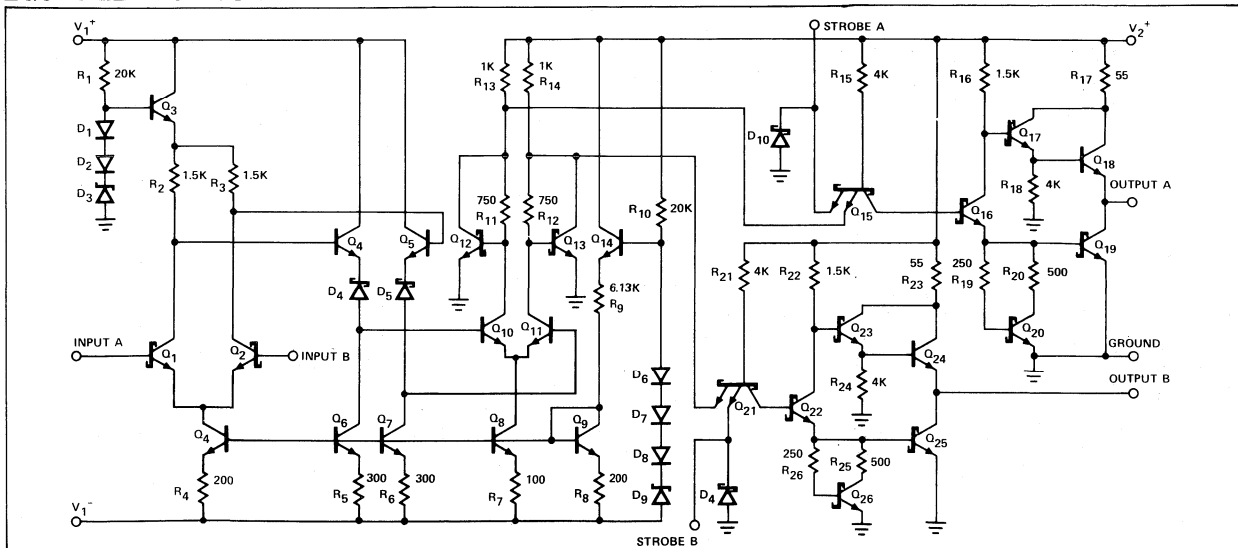 V1+
STROBE A
V2+
R1 20K
Q3
D1
D2
D3
R2 1.5K
R3 1.5K
Q4
Q5
D4
D5
1K R13
1K R14
750 R11
750 R12
Q12
Q13
Q14
R10 20K
6.13K R9
Q10
Q11
D10
R15 4K
Q15
R16 1.5K
R17 55
Q17
Q18
R18 4K
OUTPUT A
Q16
Q19
250 R19
R20 500
Q20
GROUND
OUTPUT B
R21 4K
R22 1.5K
55 R23
Q23
Q24
R24 4K
Q21
Q22
Q25
250 R26
R25 500
Q26
INPUT A
Q1
Q2
INPUT B
Q4
R4 200
Q6
Q7
R5 300
R6 300
Q8
Q9
R7 100
R8 200
D6
D7
D8
D9
D4
V1-
STROBE B